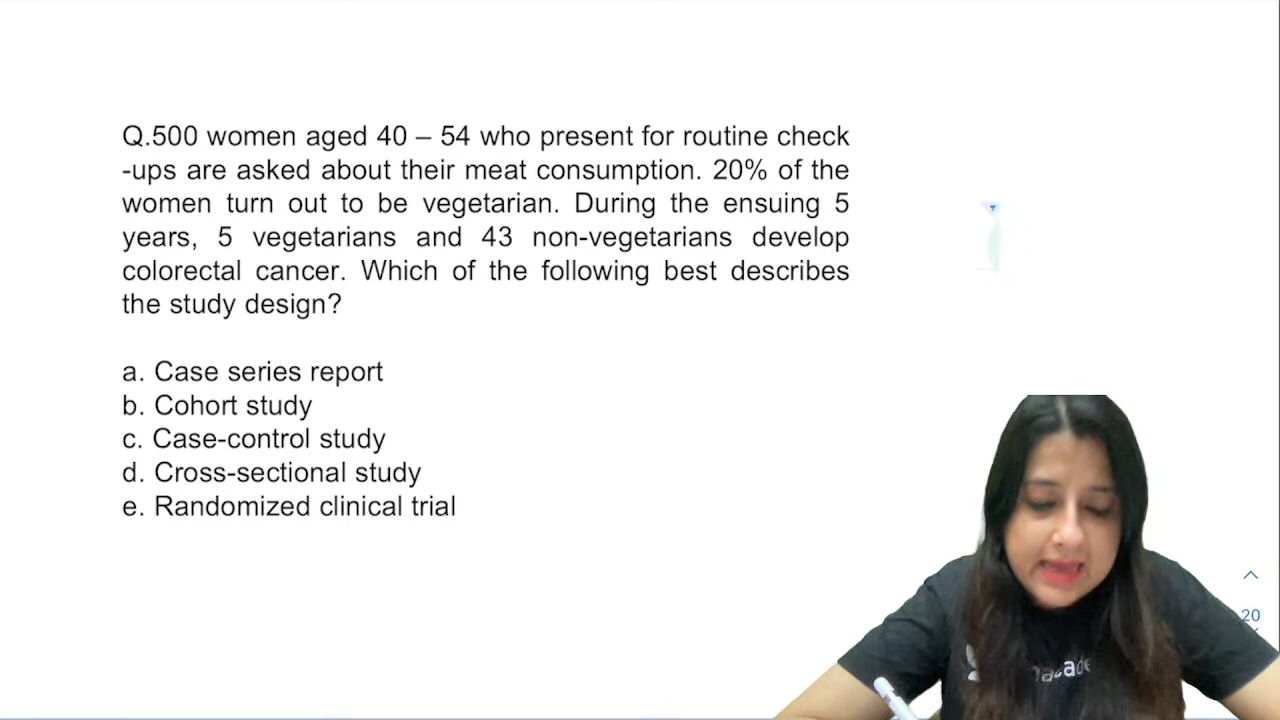 Q.500 women aged 40 – 54 who present for routine check
-ups are asked about their meat consumption. 20% of the
women turn out to be vegetarian. During the ensuing 5
years, 5 vegetarians and 43 non-vegetarians develop
colorectal cancer. Which of the following best describes
the study design?
a. Case series report
b. Cohort study
c. Case-control study
d. Cross-sectional study
e. Randomized clinical trial
20